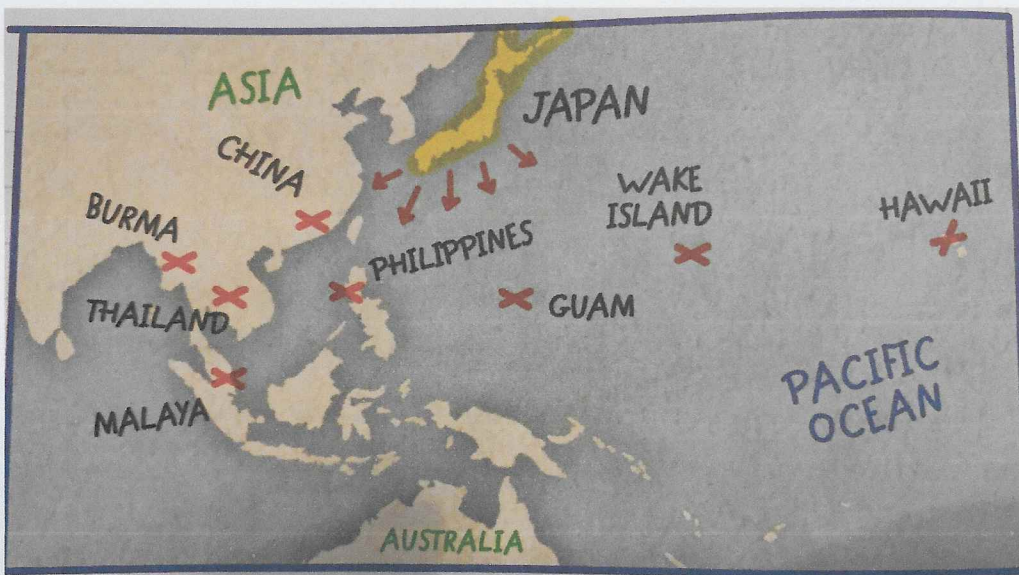 ASIA
JAPAN
CHINA
WAKE
ISLAND
HAWAII
BURMA
PHILIPPINES
THAILAND
GUAM
MALAYA
PACIFIC
OCEAN
AUSTRALIA